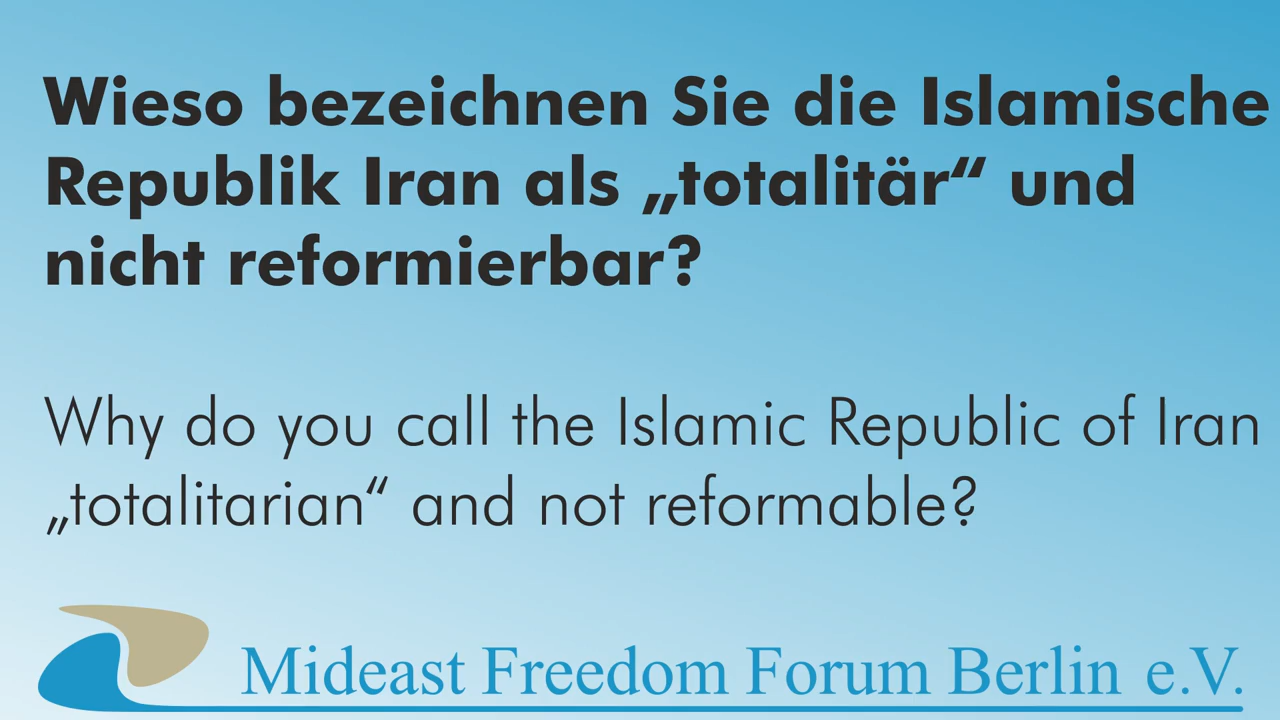 Wieso bezeichnen Sie die Islamische
Republik Iran als „totalitär“ und
nicht reformierbar?
Why do you call the Islamic Republic of Iran
„totalitarian“ and not reformable?
Mideast Freedom Forum Berlin e.V.